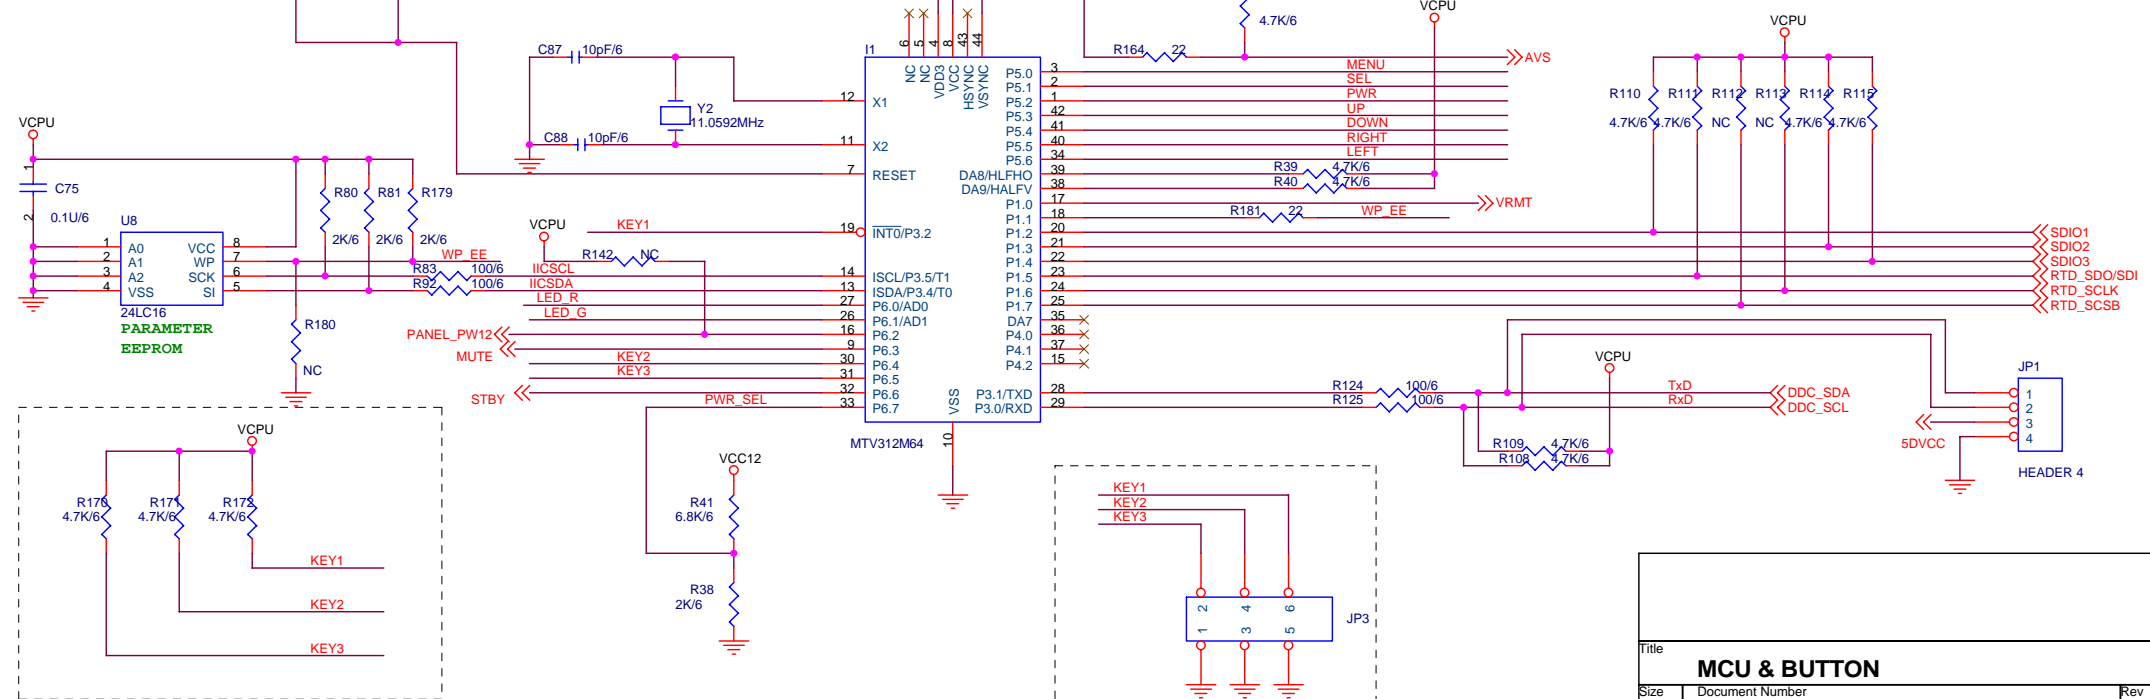 VCPU
4.7K/6
VCPU
C87 10pF/6
I1
R164 22
AVS
6 5 4 8 43 44
NC NC VDD3 VCC HSYNC VSYNC
Y2
11.0592MHz
C88 10pF/6
12 X1
11 X2
7 RESET
19 INT0/P3.2
14 ISCL/P3.5/T1
13 ISDA/P3.4/T0
27 P6.0/AD0
26 P6.1/AD1
16 P6.2
9 P6.3
30 P6.4
31 P6.5
32 P6.6
33 P6.7
VSS
10
MTV312M64
P5.0 3 MENU
P5.1 2 SEL
P5.2 1 PWR
P5.3 42 UP
P5.4 41 DOWN
P5.5 40 RIGHT
P5.6 34 LEFT
DA8/HLFHO 39 R39 4.7K/6
DA9/HALFV 38 R40 4.7K/6
P1.0 17 VRMT
P1.1 18 R181 22 WP_EE
P1.2 20 SDIO1
P1.3 21 SDIO2
P1.4 22 SDIO3
P1.5 23 RTD_SDO/SDI
P1.6 24 RTD_SCLK
P1.7 25 RTD_SCSB
DA7 35
P4.0 36
P4.1 37
P4.2 15
P3.1/TXD 28 R124 100/6 TxD DDC_SDA
P3.0/RXD 29 R125 100/6 RxD DDC_SCL
R110 R111 R112 R113 R114 R115
4.7K/6 4.7K/6 NC NC 4.7K/6 4.7K/6
VCPU
R109 4.7K/6
R108 4.7K/6
JP1
1
2
3
4
5DVCC
HEADER 4
VCPU
1
C75
2
0.1U/6
U8
1 A0 VCC 8
2 A1 WP 7
3 A2 SCK 6
4 VSS SI 5
24LC16
PARAMETER
EEPROM
R80 R81 R179
2K/6 2K/6 2K/6
WP_EE
R83 100/6 IICSCL
R92 100/6 IICSDA
R180
NC
VCPU
KEY1
R142 NC
LED_R
LED_G
PANEL_PW12
MUTE
KEY2
KEY3
STBY
PWR_SEL
VCPU
R170 R171 R172
4.7K/6 4.7K/6 4.7K/6
KEY1
KEY2
KEY3
VCC12
R41
6.8K/6
R38
2K/6
KEY1
KEY2
KEY3
2 4 6
1 3 5
JP3
Title
MCU & BUTTON
Size Document Number Rev